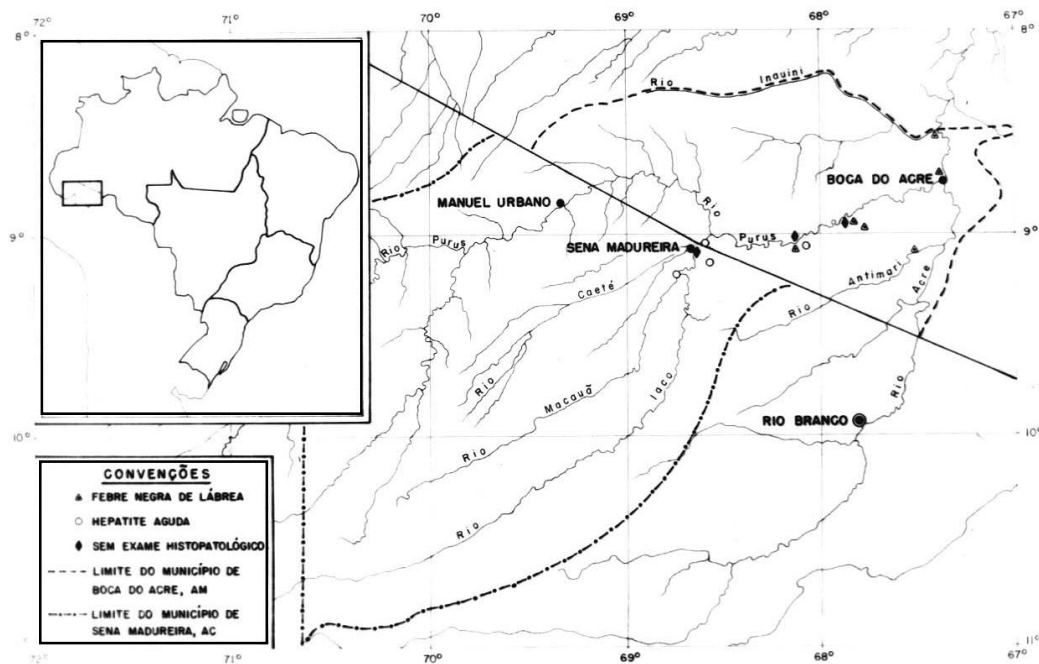 72°
71°
70°
69°
68°
67°
8°
8°
Rio
Inauini
BOCA DO ACRE
MANUEL URBANO
Rio
9°
Purus
9°
Rio
Purus
SENA MADUREIRA
Antimari
Caeté
Rio
Acre
Rio
Iaco
Macauã
Rio
RIO BRANCO
10°
10°
Rio
Rio
CONVENÇÕES
FEBRE NEGRA DE LÁBREA
HEPATITE AGUDA
SEM EXAME HISTOPATOLÓGICO
LIMITE DO MUNICÍPIO DE
BOCA DO ACRE, AM
LIMITE DO MUNICÍPIO DE
SENA MADUREIRA, AC
71°
70°
69°
68°
67°
11°